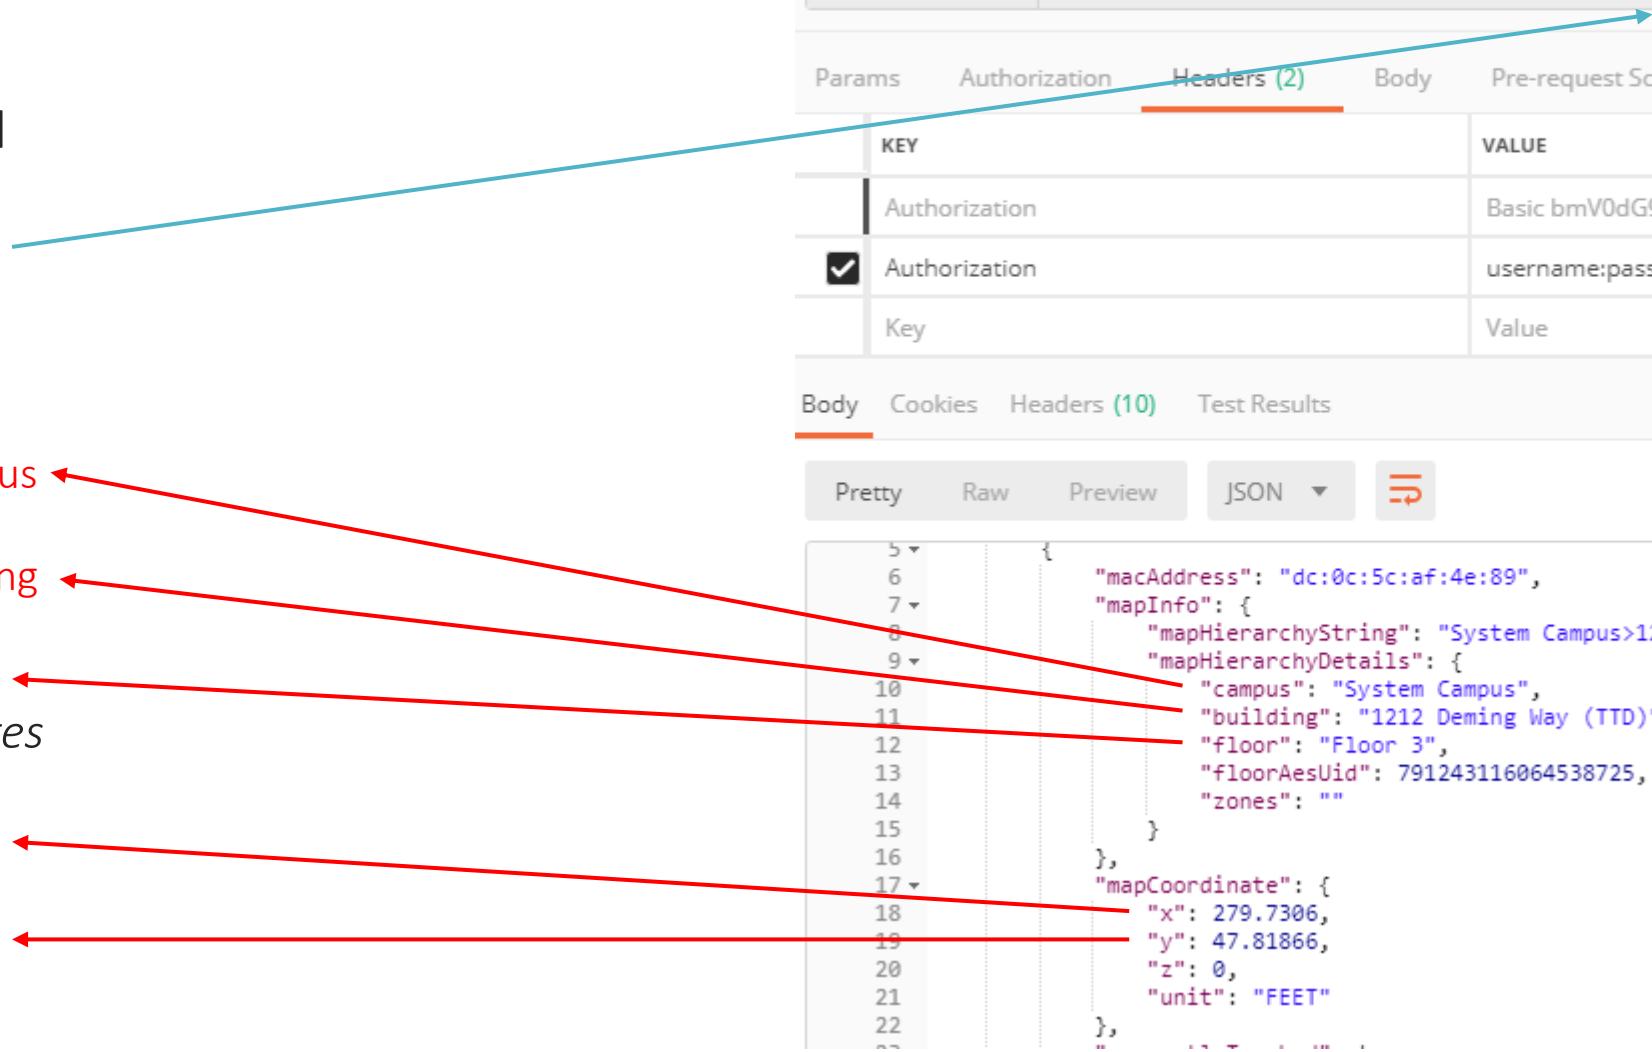 us
ng
es
Params Authorization Headers (2) Body Pre-request Sc
KEY VALUE
Authorization Basic bmV0dG9
Authorization username:pass
Key Value
Body Cookies Headers (10) Test Results
Pretty Raw Preview JSON
5 {
6 "macAddress": "dc:0c:5c:af:4e:89",
7 "mapInfo": {
8 "mapHierarchyString": "System Campus>12
9 "mapHierarchyDetails": {
10 "campus": "System Campus",
11 "building": "1212 Deming Way (TTD)"
12 "floor": "Floor 3",
13 "floorAesUid": 791243116064538725,
14 "zones": ""
15 }
16 },
17 "mapCoordinate": {
18 "x": 279.7306,
19 "y": 47.81866,
20 "z": 0,
21 "unit": "FEET"
22 },